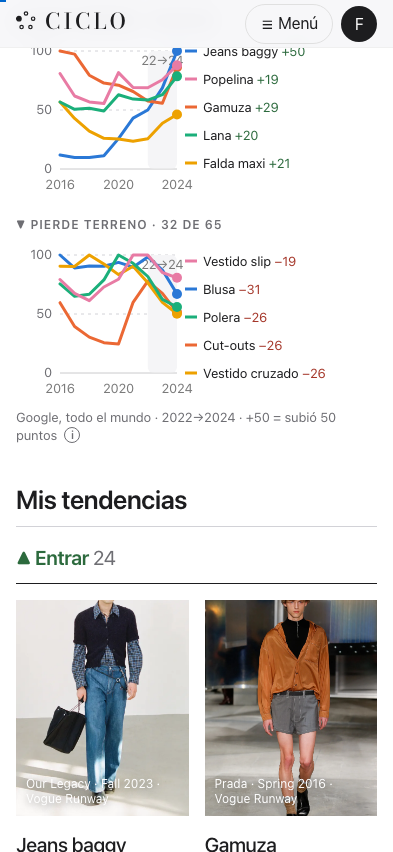 CICLO
≡ Menú
F
100
22→24
Jeans baggy +50
Popelina +19
50
Gamuza +29
Lana +20
Falda maxi +21
0
2016 2020 2024
▼ PIERDE TERRENO · 32 DE 65
100
22→24
Vestido slip −19
Blusa −31
50
Polera −26
Cut-outs −26
Vestido cruzado −26
0
2016 2020 2024
Google, todo el mundo · 2022→2024 · +50 = subió 50
puntos ⓘ
Mis tendencias
▲ Entrar 24
Our Legacy · Fall 2023 ·
Vogue Runway
Prada · Spring 2016 ·
Vogue Runway
Jeans baggy
Gamuza